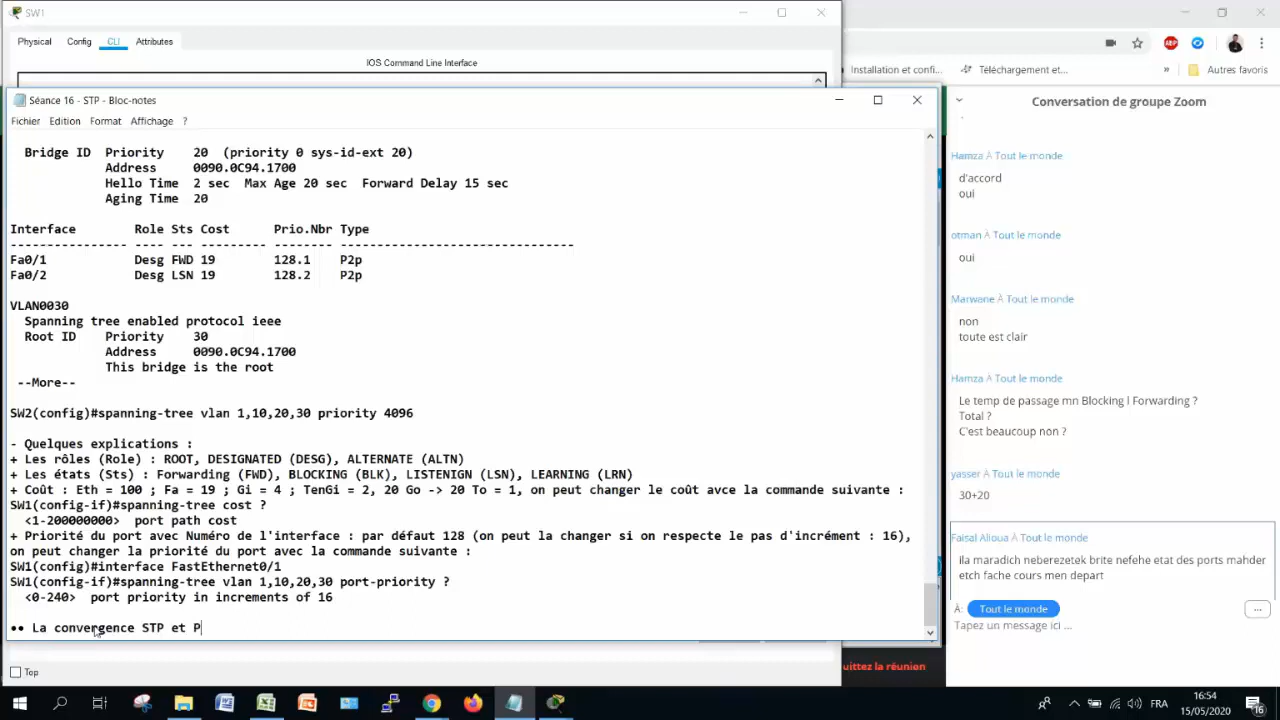 SW1
Physical Config CLI Attributes
IOS Command Line Interface
Séance 16 - STP - Bloc-notes
Fichier Edition Format Affichage ?
Bridge ID Priority 20 (priority 0 sys-id-ext 20)
Address 0090.0C94.1700
Hello Time 2 sec Max Age 20 sec Forward Delay 15 sec
Aging Time 20
Interface Role Sts Cost Prio.Nbr Type
---------------- ---- --- --------- -------- --------------------------------
Fa0/1 Desg FWD 19 128.1 P2p
Fa0/2 Desg LSN 19 128.2 P2p
VLAN0030
Spanning tree enabled protocol ieee
Root ID Priority 30
Address 0090.0C94.1700
This bridge is the root
--More--
SW2(config)#spanning-tree vlan 1,10,20,30 priority 4096
- Quelques explications :
+ Les rôles (Role) : ROOT, DESIGNATED (DESG), ALTERNATE (ALTN)
+ Les états (Sts) : Forwarding (FWD), BLOCKING (BLK), LISTENIGN (LSN), LEARNING (LRN)
+ Coût : Eth = 100 ; Fa = 19 ; Gi = 4 ; TenGi = 2, 20 Go -> 20 To = 1, on peut changer le coût avce la commande suivante :
SW1(config-if)#spanning-tree cost ?
<1-200000000> port path cost
+ Priorité du port avec Numéro de l'interface : par défaut 128 (on peut la changer si on respecte le pas d'incrément : 16),
on peut changer la priorité du port avec la commande suivante :
SW1(config)#interface FastEthernet0/1
SW1(config-if)#spanning-tree vlan 1,10,20,30 port-priority ?
<0-240> port priority in increments of 16
•• La convergence STP et P
Top
Installation et confi... Téléchargement et... » Autres favoris
Conversation de groupe Zoom
Hamza À Tout le monde
d'accord
oui
otman À Tout le monde
oui
Marwane À Tout le monde
non
toute est clair
Hamza À Tout le monde
Le temp de passage mn Blocking l Forwarding ?
Total ?
C'est beaucoup non ?
yasser À Tout le monde
30+20
Faisal Alioua À Tout le monde
ila maradich neberezetek brite nefehe etat des ports mahder
etch fache cours men depart
À: Tout le monde ...
Tapez un message ici ...
uittez la réunion
FR
16:54
15/05/2020
16